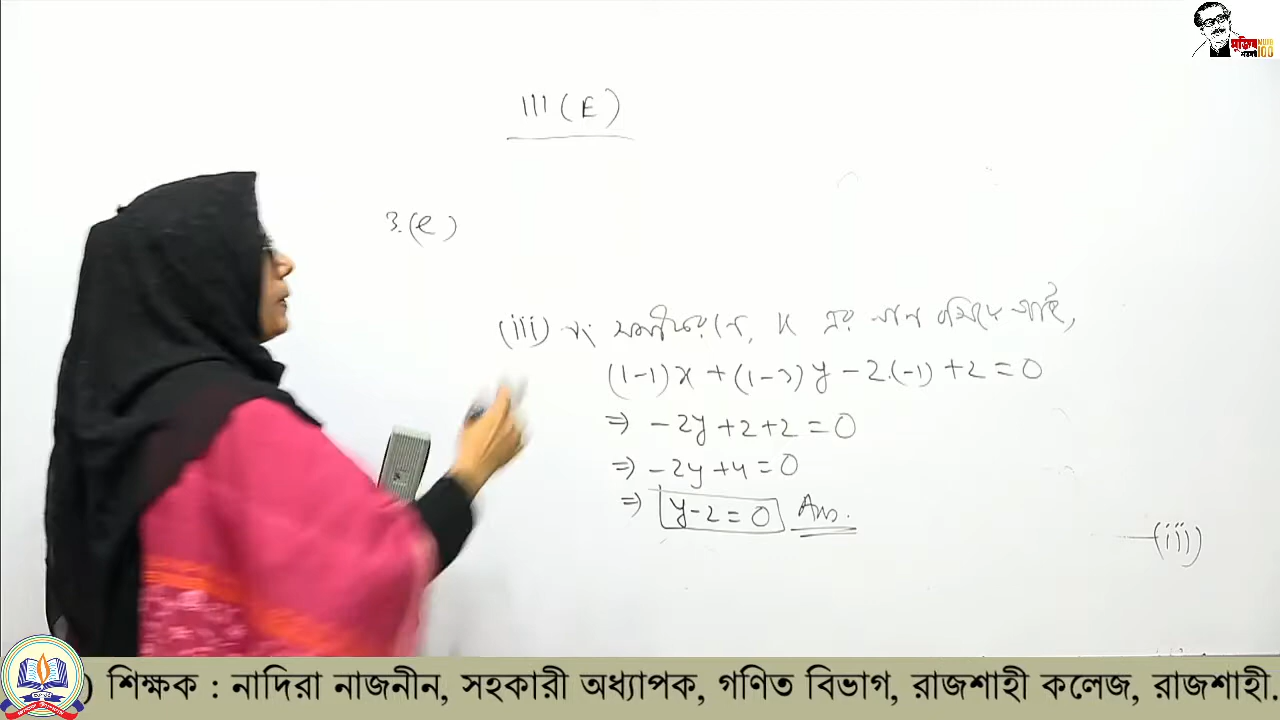 III (E)
3.(e)
(iii) নং সমীকরণে, K এর মান বসিয়ে পাই,
(1-1)x + (1-3)y - 2.(-1) + 2 = 0
⇒ -2y + 2 + 2 = 0
⇒ -2y + 4 = 0
⇒ y - 2 = 0 Ans.
(iii)
) শিক্ষক : নাদিরা নাজনীন, সহকারী অধ্যাপক, গণিত বিভাগ, রাজশাহী কলেজ, রাজশাহী.
100